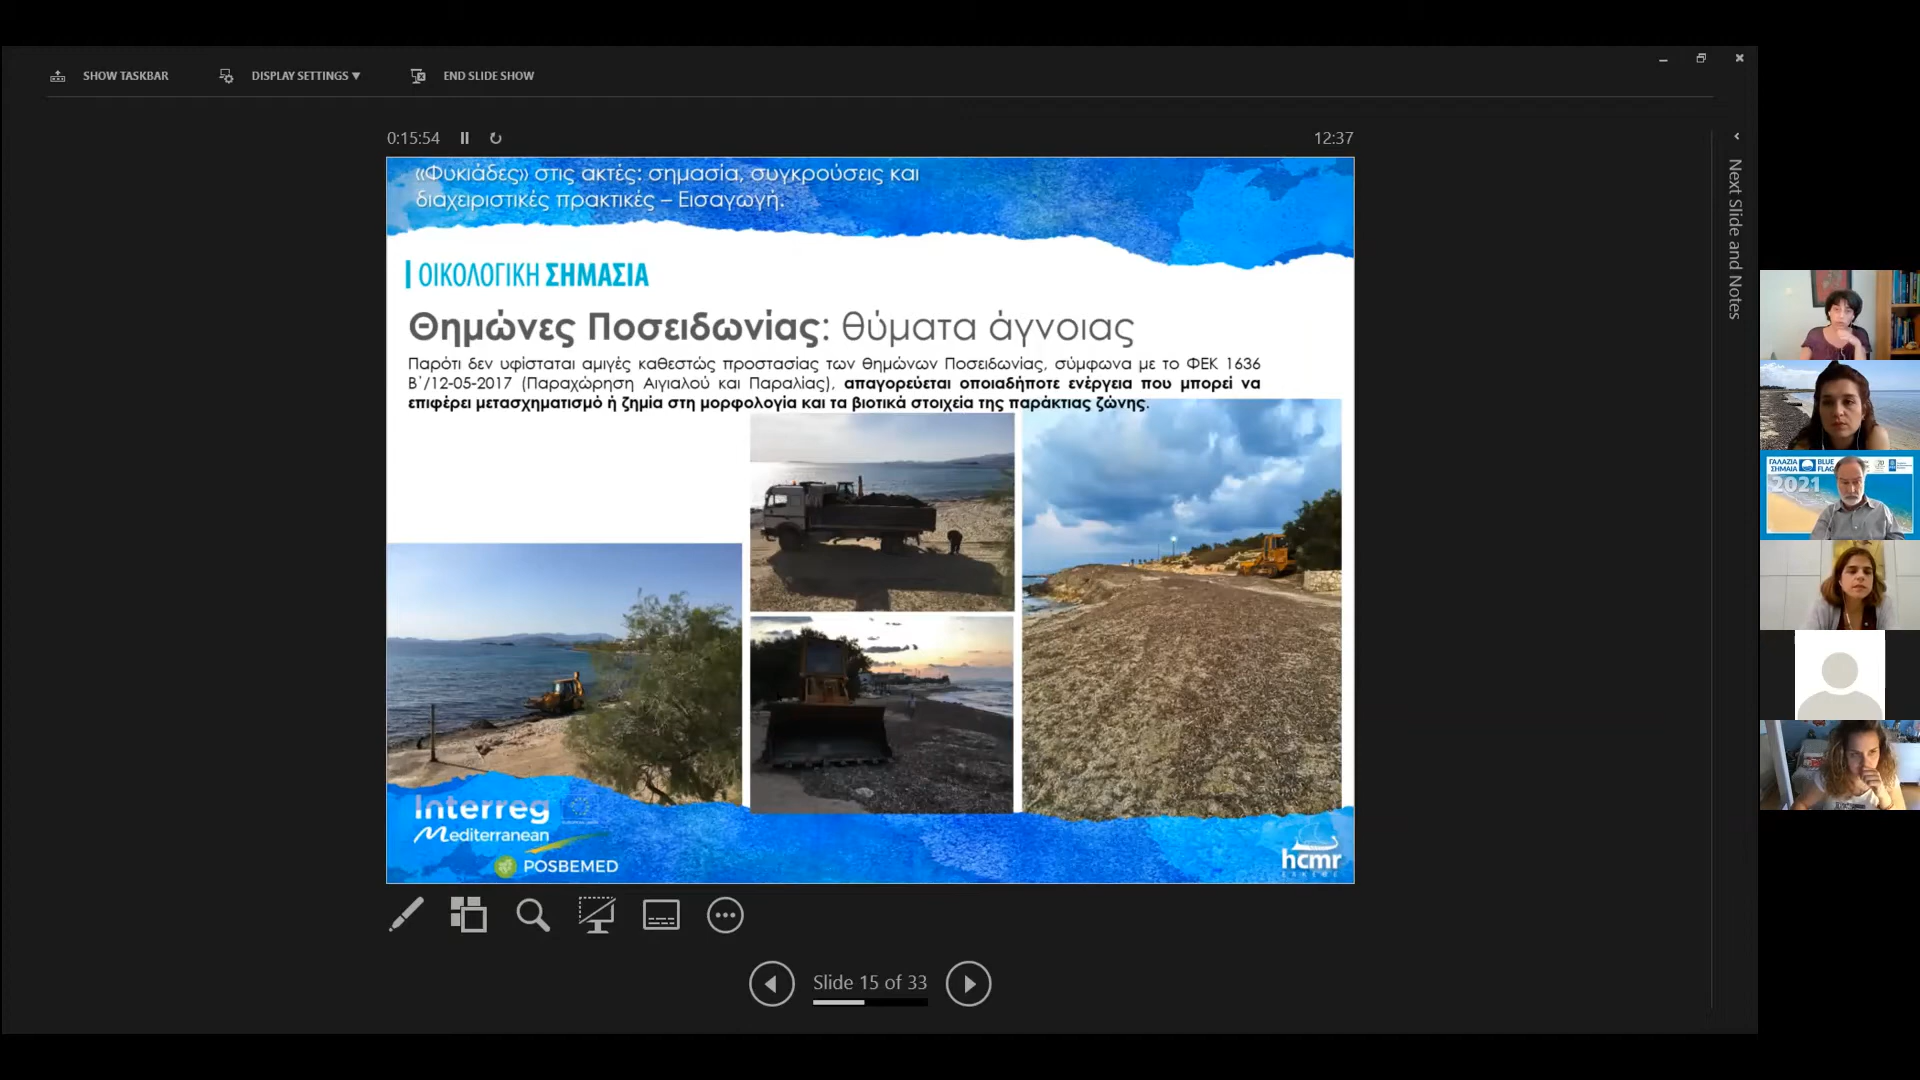 SHOW TASKBAR
DISPLAY SETTINGS ▼
END SLIDE SHOW
0:15:54
12:37
«Φυκιάδες» στις ακτές: σημασία, συγκρούσεις και
διαχειριστικές πρακτικές – Εισαγωγή.
ΟΙΚΟΛΟΓΙΚΗ ΣΗΜΑΣΙΑ
Θημώνες Ποσειδωνίας: θύματα άγνοιας
Παρότι δεν υφίσταται αμιγές καθεστώς προστασίας των θημώνων Ποσειδωνίας, σύμφωνα με το ΦΕΚ 1636
Β΄/12-05-2017 (Παραχώρηση Αιγιαλού και Παραλίας), απαγορεύεται οποιαδήποτε ενέργεια που μπορεί να
επιφέρει μετασχηματισμό ή ζημία στη μορφολογία και τα βιοτικά στοιχεία της παράκτιας ζώνης.
Interreg
Mediterranean
POSBEMED
hcmr
Slide 15 of 33
Next Slide and Notes
ΓΑΛΑΖΙΑ
ΣΗΜΑΙΑ
BLUE
FLAG
2021